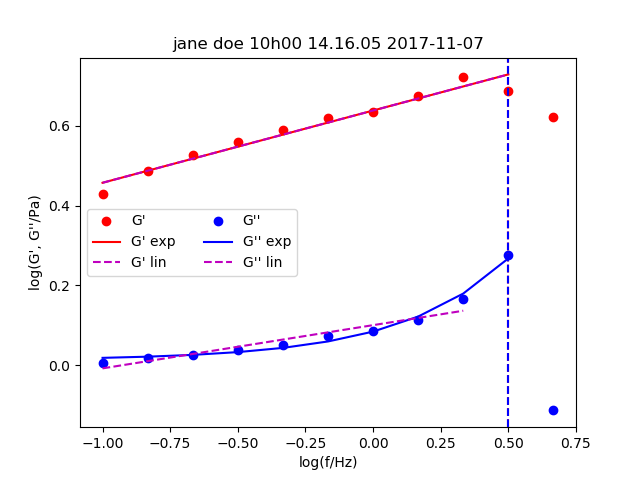 jane doe 10h00 14.16.05 2017-11-07
log(G', G''/Pa)
0.6
0.4
0.2
0.0
G' G''
G' exp G'' exp
G' lin G'' lin
−1.00 −0.75 −0.50 −0.25 0.00 0.25 0.50 0.75
log(f/Hz)